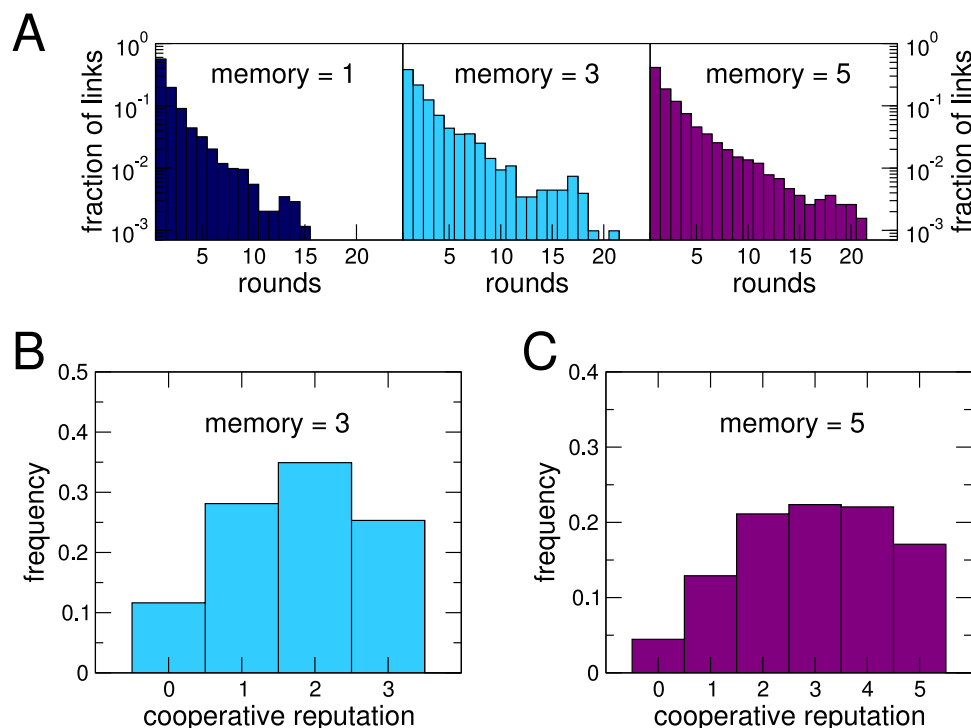 A
fraction of links
10^0
10^-1
10^-2
10^-3
memory = 1
memory = 3
memory = 5
10^0
10^-1
10^-2
10^-3
fraction of links
5 10 15 20
5 10 15 20
5 10 15 20
rounds
rounds
rounds
B
frequency
0.5
0.4
0.3
0.2
0.1
0
memory = 3
0 1 2 3
cooperative reputation
C
frequency
0.4
0.3
0.2
0.1
0
memory = 5
0 1 2 3 4 5
cooperative reputation